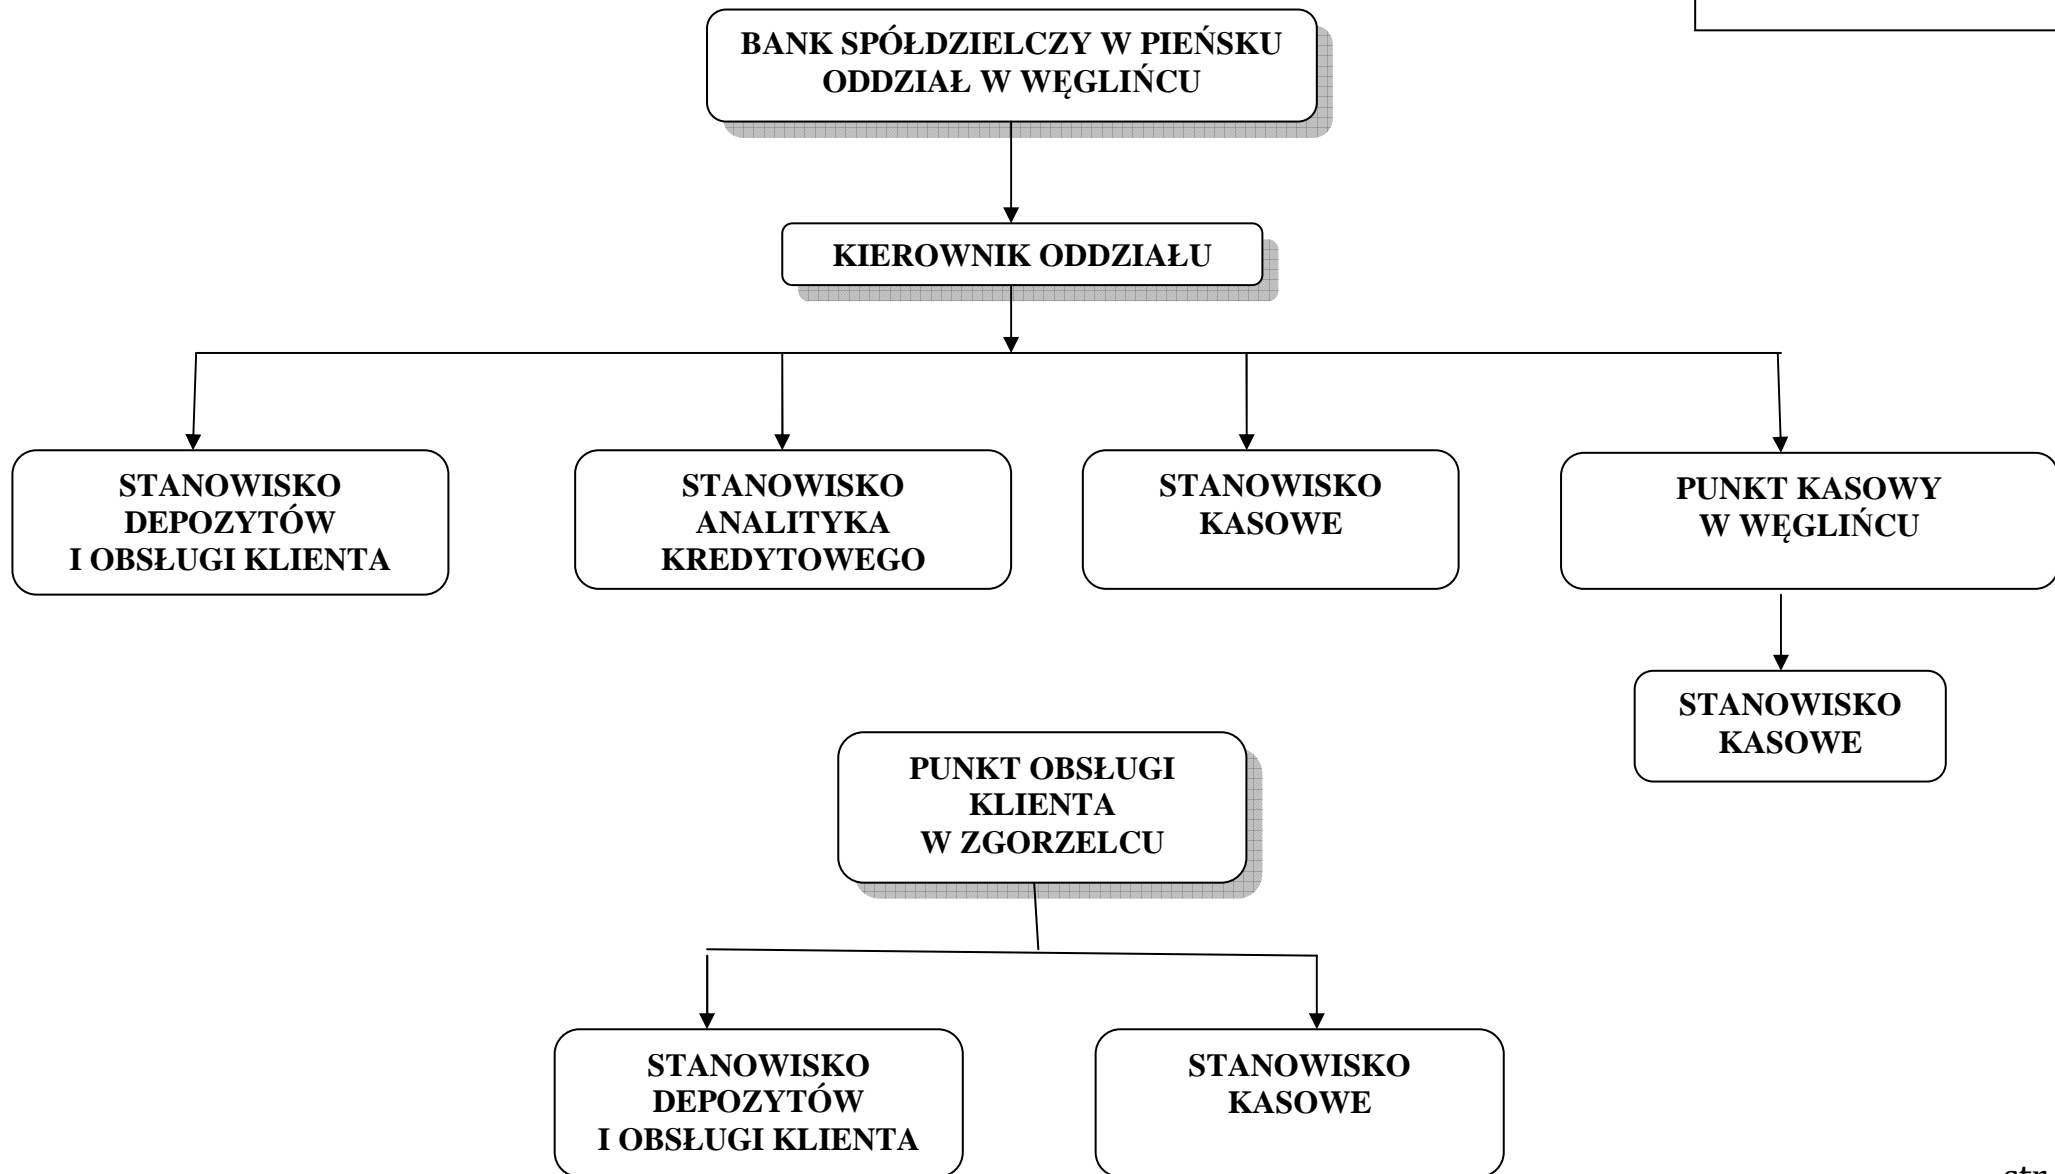 BANK SPÓŁDZIELCZY W PIEŃSKU
ODDZIAŁ W WĘGLIŃCU
KIEROWNIK ODDZIAŁU
STANOWISKO
DEPOZYTÓW
I OBSŁUGI KLIENTA
STANOWISKO
ANALITYKA
KREDYTOWEGO
STANOWISKO
KASOWE
PUNKT KASOWY
W WĘGLIŃCU
STANOWISKO
KASOWE
PUNKT OBSŁUGI
KLIENTA
W ZGORZELCU
STANOWISKO
DEPOZYTÓW
I OBSŁUGI KLIENTA
STANOWISKO
KASOWE